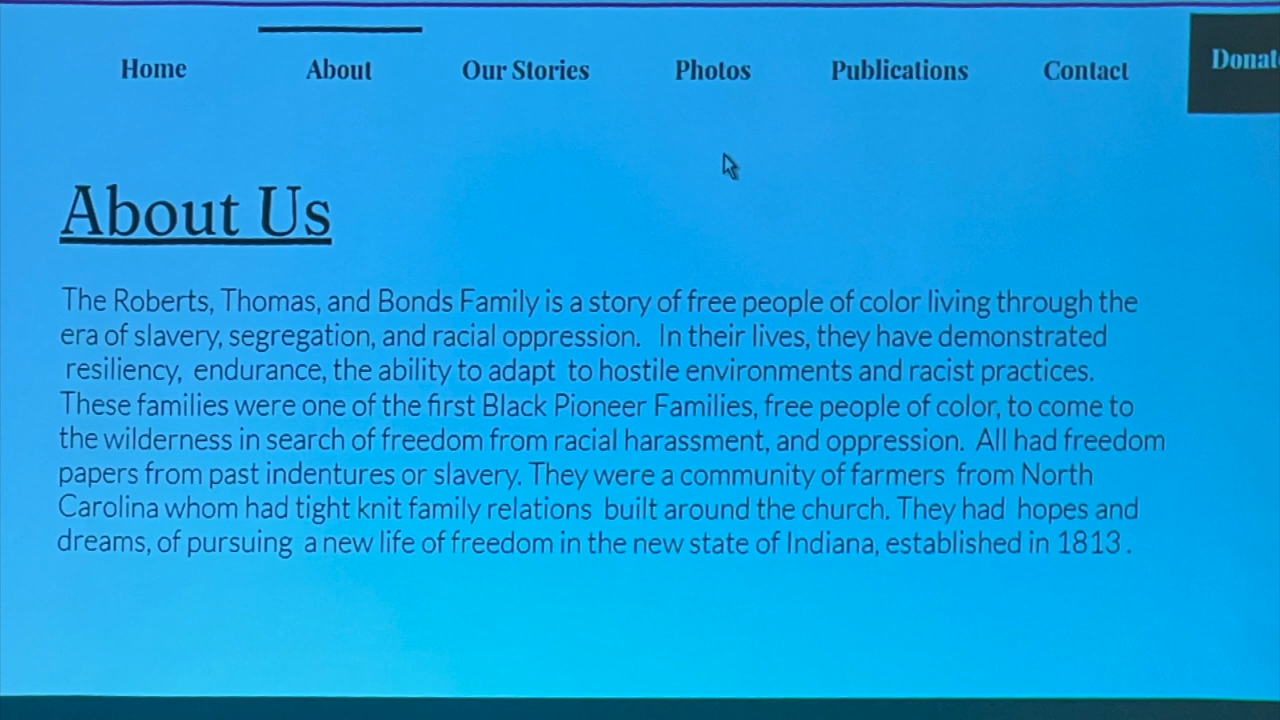 Home About Our Stories Photos Publications Contact
About Us
The Roberts, Thomas, and Bonds Family is a story of free people of color living through the
era of slavery, segregation, and racial oppression. In their lives, they have demonstrated
resiliency, endurance, the ability to adapt to hostile environments and racist practices.
These families were one of the first Black Pioneer Families, free people of color, to come to
the wilderness in search of freedom from racial harassment, and oppression. All had freedom
papers from past indentures or slavery. They were a community of farmers from North
Carolina whom had tight knit family relations built around the church. They had hopes and
dreams, of pursuing a new life of freedom in the new state of Indiana, established in 1813.